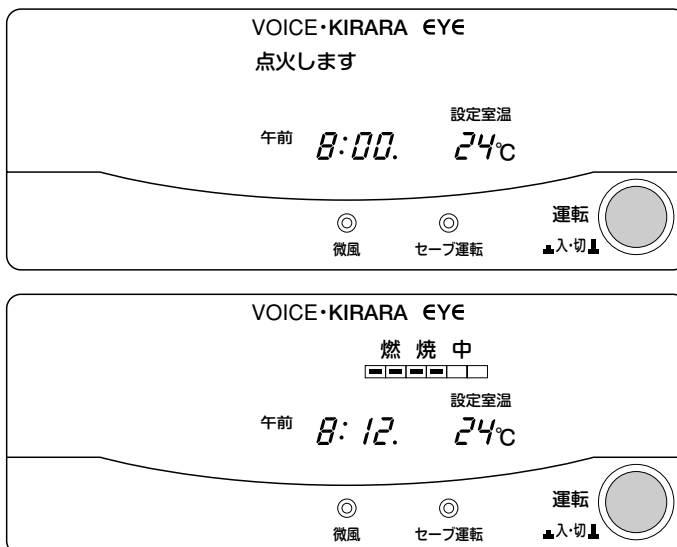 VOICE・KIRARA EYE
点火します
設定室温
午前 8:00. 24℃
運転
微風 セーブ運転 入・切
VOICE・KIRARA EYE
燃焼中
設定室温
午前 8:12. 24℃
運転
微風 セーブ運転 入・切